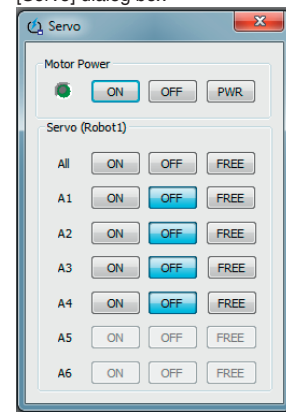 [Servo] dialog box
Servo
Motor Power
ON OFF PWR
Servo (Robot1)
All ON OFF FREE
A1 ON OFF FREE
A2 ON OFF FREE
A3 ON OFF FREE
A4 ON OFF FREE
A5 ON OFF FREE
A6 ON OFF FREE